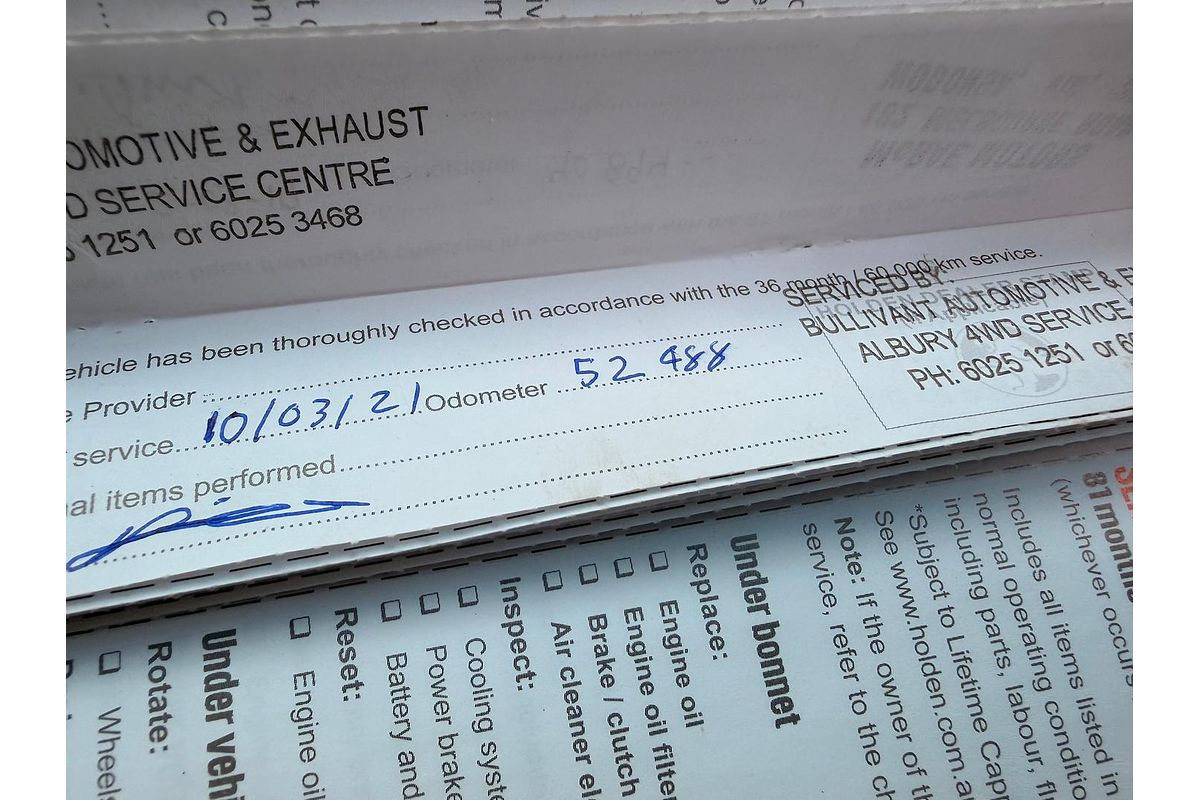 OMOTIVE & EXHAUST
D SERVICE CENTRE
1251 or 6025 3468
ehicle has been thoroughly checked in accordance with the 36 month / 60,000 km service.
e Provider
service 10/03/21 Odometer 52 488
al items performed
SERVICED BY:
BULLIVANT AUTOMOTIVE & E
ALBURY 4WD SERVICE
PH: 6025 1251 or 6
81 months
(whichever occurs
Includes all items listed in
normal operating conditio
including parts, labour, fl
*Subject to Lifetime Capp
See www.holden.com.au
Note: If the owner of th
service, refer to the ch
Under bonnet
Replace:
Engine oil
Engine oil filter
Brake / clutch
Air cleaner el
Inspect:
Cooling syste
Power brake
Battery and
Reset:
Engine oil
Under vehi
Rotate:
Wheels